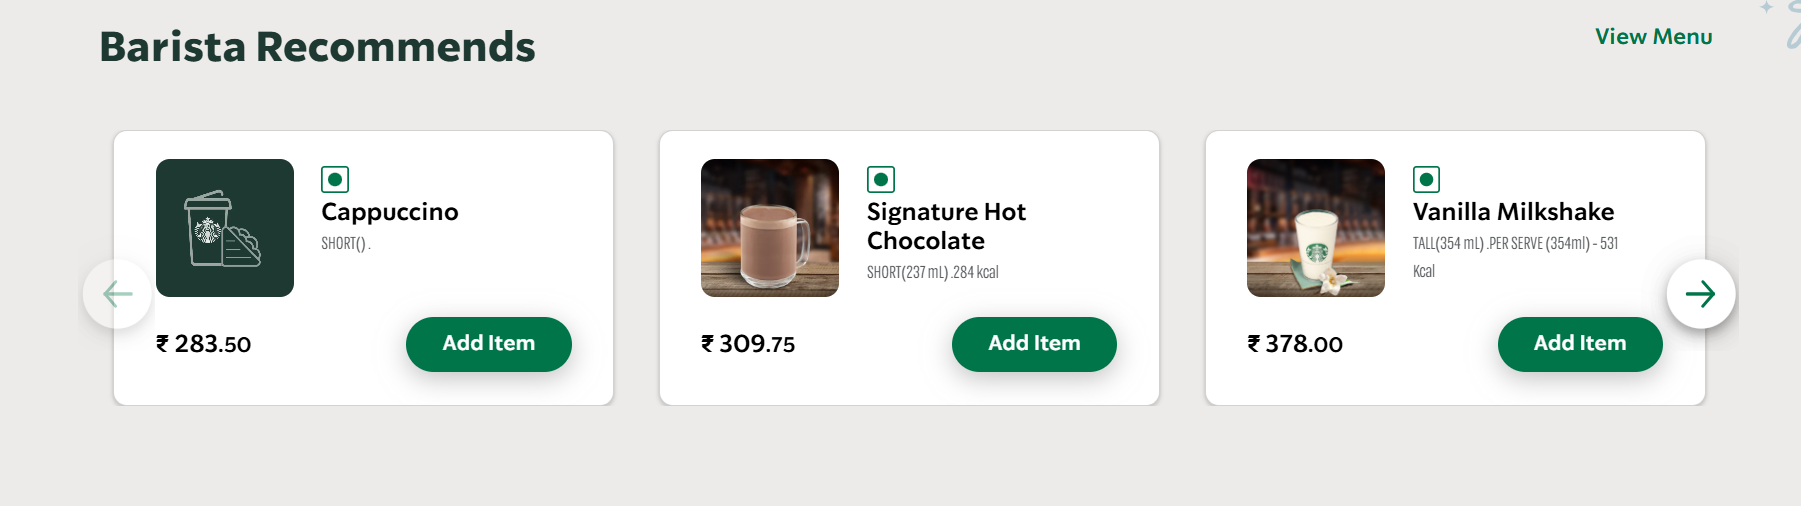 Barista Recommends
View Menu
Cappuccino
SHORT() .
₹ 283.50
Add Item
Signature Hot
Chocolate
SHORT(237 mL) .284 kcal
₹ 309.75
Add Item
Vanilla Milkshake
TALL(354 mL) .PER SERVE (354ml) - 531
Kcal
₹ 378.00
Add Item